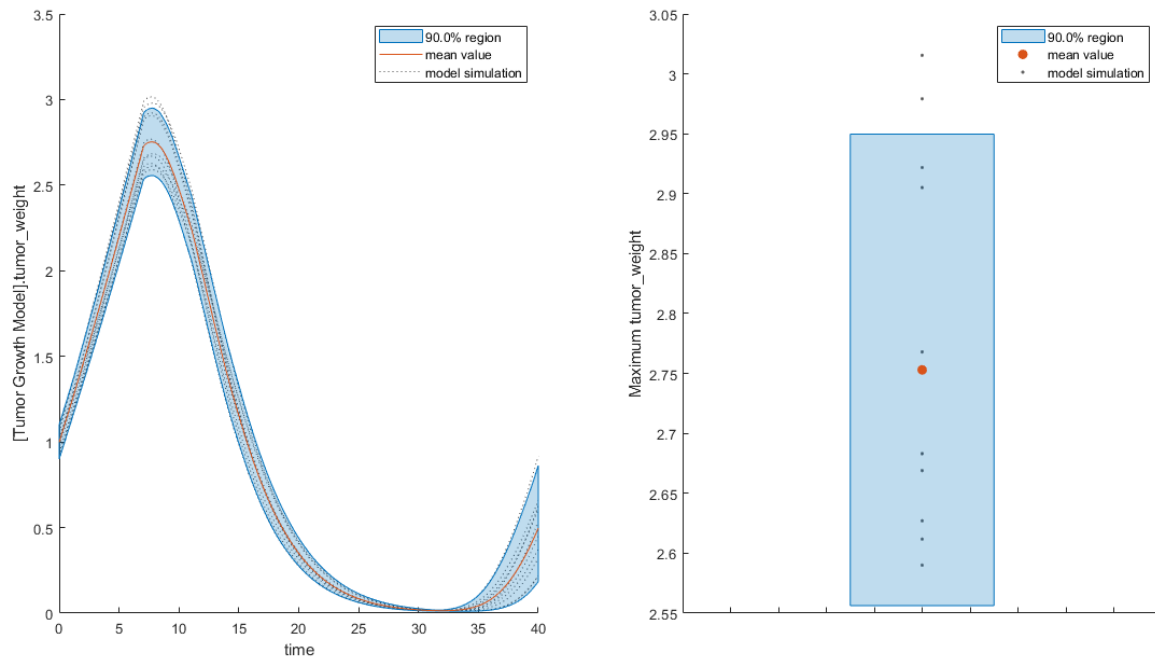 3.5
3
2.5
2
1.5
1
0.5
0
[Tumor Growth Model].tumor_weight
90.0% region
mean value
model simulation
0 5 10 15 20 25 30 35 40
time
3.05
3
2.95
2.9
2.85
2.8
2.75
2.7
2.65
2.6
2.55
Maximum tumor_weight
90.0% region
mean value
model simulation